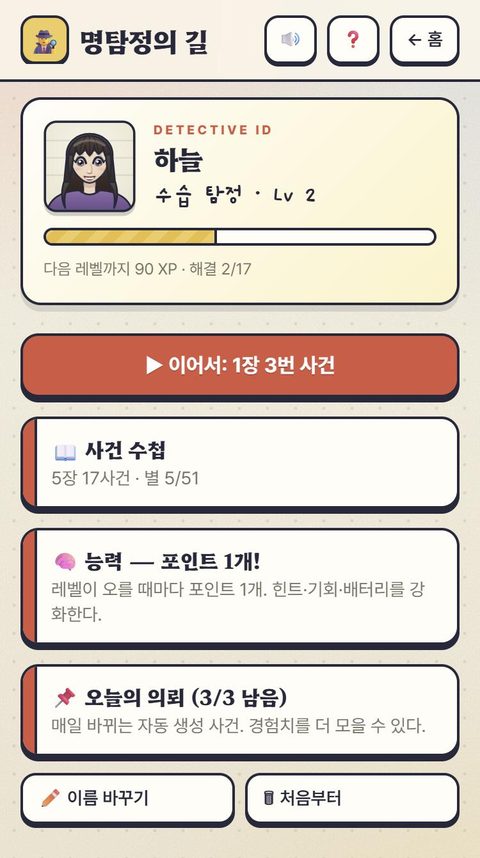 명탐정의 길
← 홈
DETECTIVE ID
하늘
수습 탐정 · Lv 2
다음 레벨까지 90 XP · 해결 2/17
▶ 이어서: 1장 3번 사건
사건 수첩
5장 17사건 · 별 5/51
능력 — 포인트 1개!
레벨이 오를 때마다 포인트 1개. 힌트·기회·배터리를 강
화한다.
오늘의 의뢰 (3/3 남음)
매일 바뀌는 자동 생성 사건. 경험치를 더 모을 수 있다.
이름 바꾸기
처음부터